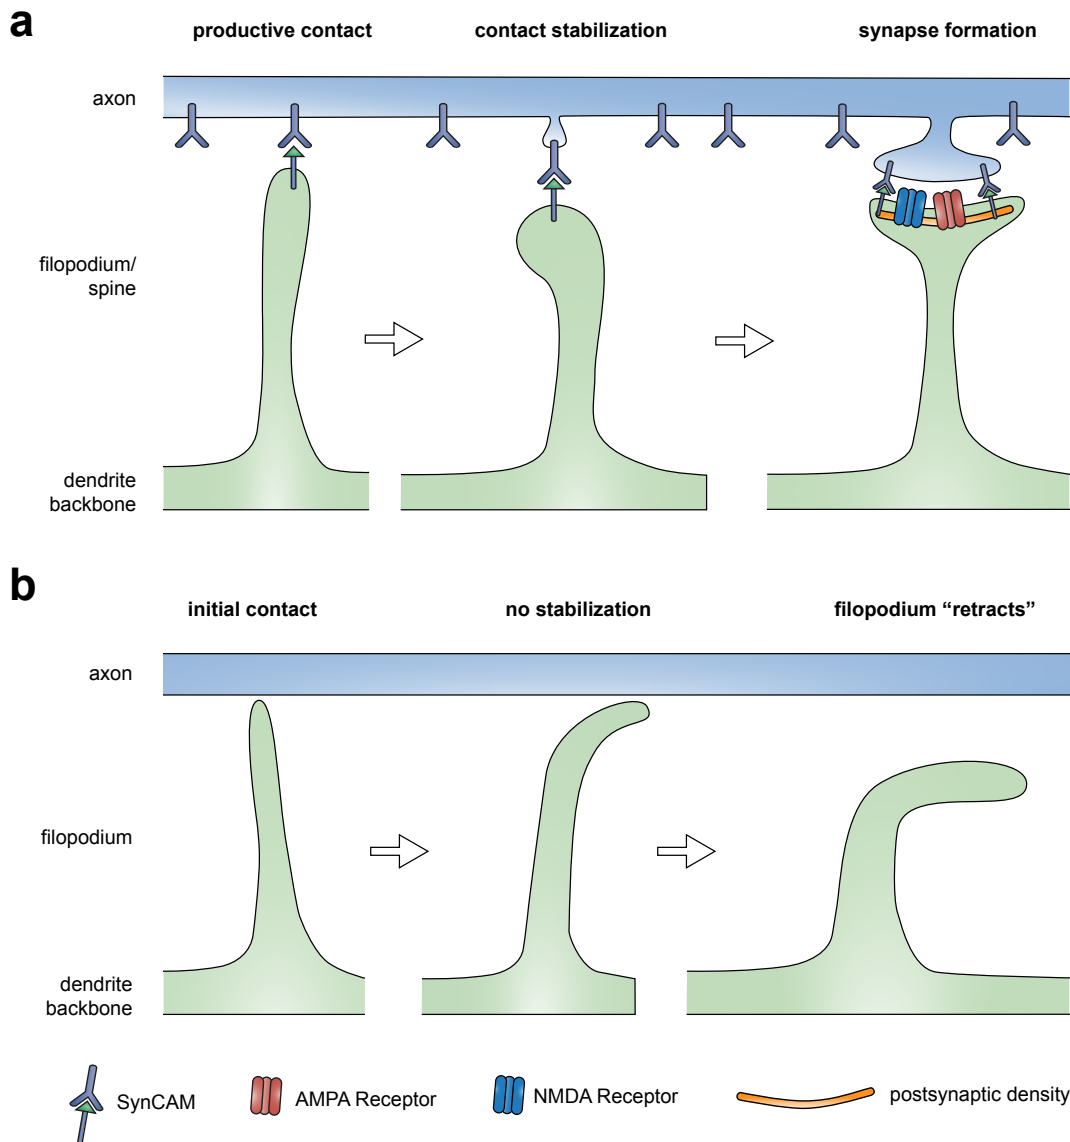 a
productive contact
contact stabilization
synapse formation
axon
filopodium/
spine
dendrite
backbone
b
initial contact
no stabilization
filopodium “retracts”
axon
filopodium
dendrite
backbone
SynCAM
AMPA Receptor
NMDA Receptor
postsynaptic density